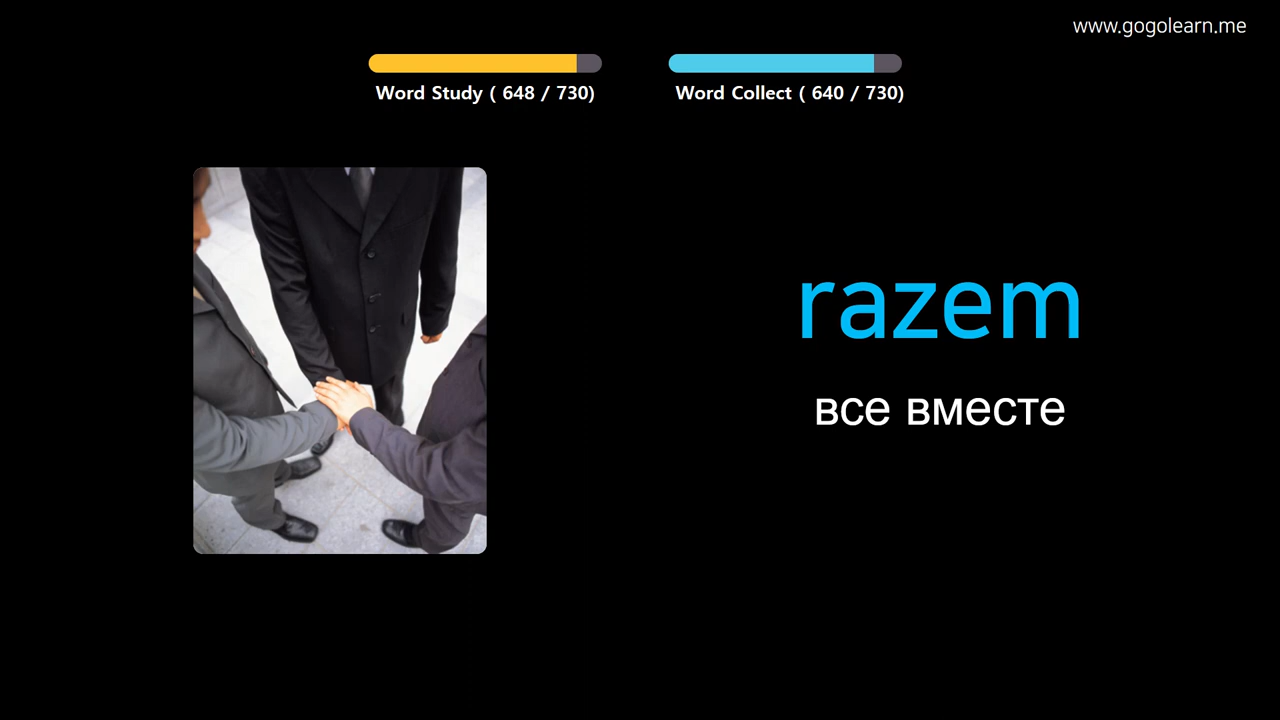 www.gogolearn.me
Word Study ( 648 / 730)
Word Collect ( 640 / 730)
razem
все вместе